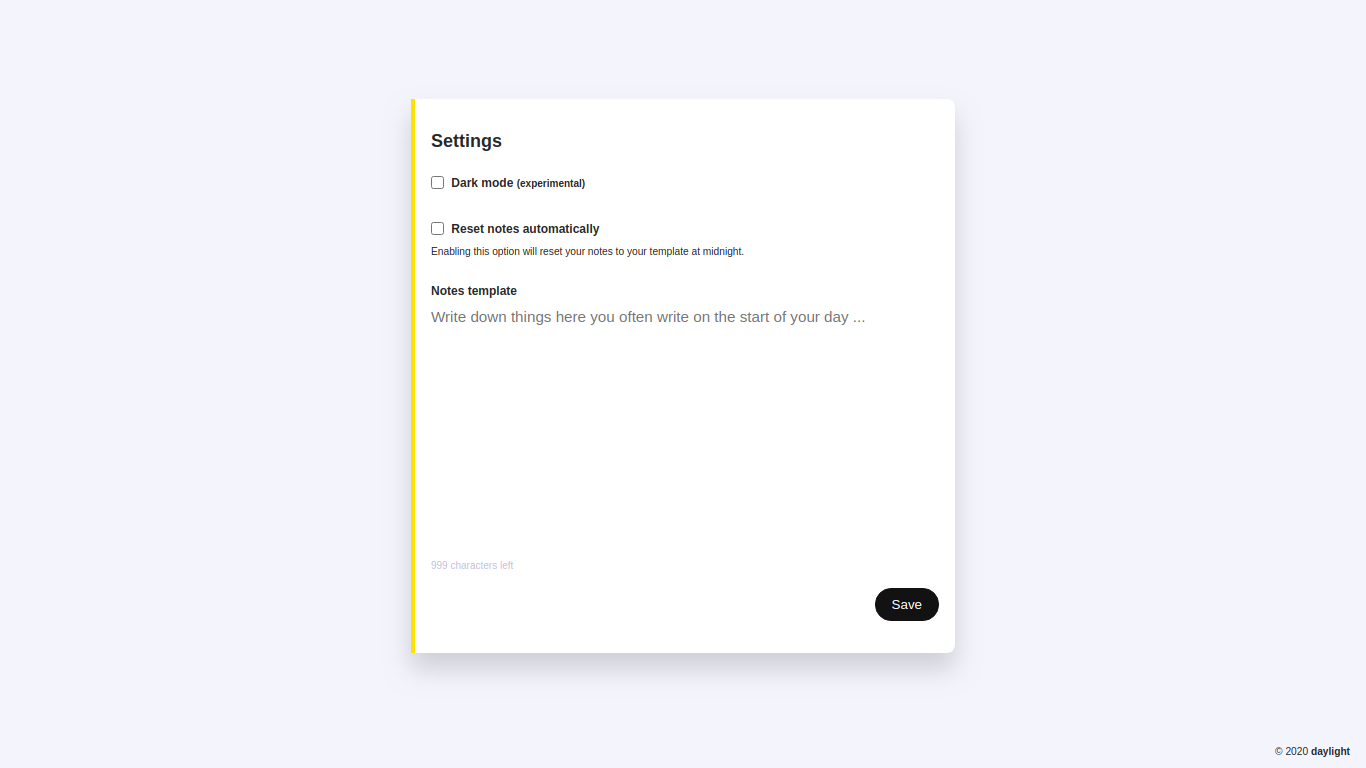 Settings
Dark mode (experimental)
Reset notes automatically
Enabling this option will reset your notes to your template at midnight.
Notes template
Write down things here you often write on the start of your day ...
999 characters left
Save
© 2020 daylight